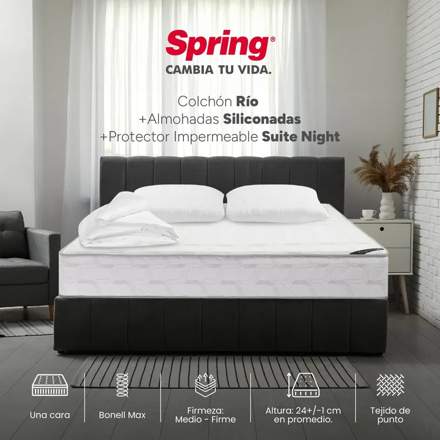 Spring®
CAMBIA TU VIDA.
Colchón Río
+Almohadas Siliconadas
+Protector Impermeable Suite Night
Una cara
Bonell Max
Firmeza:
Medio - Firme
Altura: 24+/-1 cm
en promedio.
Tejido de
punto